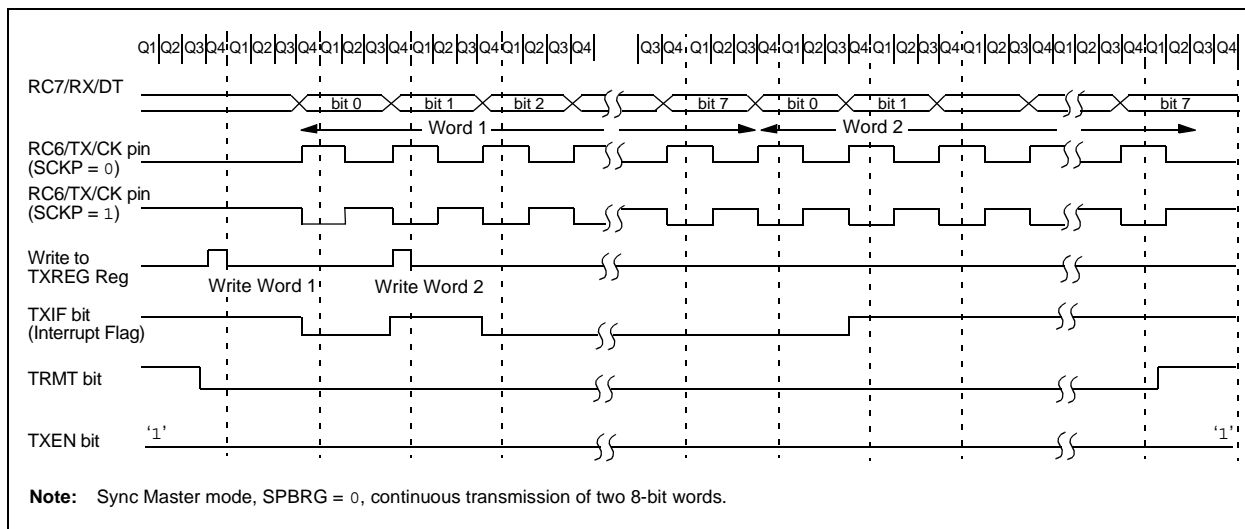 Q1 Q2 Q3 Q4 Q1 Q2 Q3 Q4 Q1 Q2 Q3 Q4 Q1 Q2 Q3 Q4 Q1 Q2 Q3 Q4 Q3 Q4 Q1 Q2 Q3 Q4 Q1 Q2 Q3 Q4 Q1 Q2 Q3 Q4 Q1 Q2 Q3 Q4 Q1 Q2 Q3 Q4
RC7/RX/DT
bit 0 bit 1 bit 2 bit 7 bit 0 bit 1 bit 7
Word 1 Word 2
RC6/TX/CK pin
(SCKP = 0)
RC6/TX/CK pin
(SCKP = 1)
Write to
TXREG Reg
Write Word 1 Write Word 2
TXIF bit
(Interrupt Flag)
TRMT bit
TXEN bit
‘1’ ‘1’
Note: Sync Master mode, SPBRG = 0, continuous transmission of two 8-bit words.